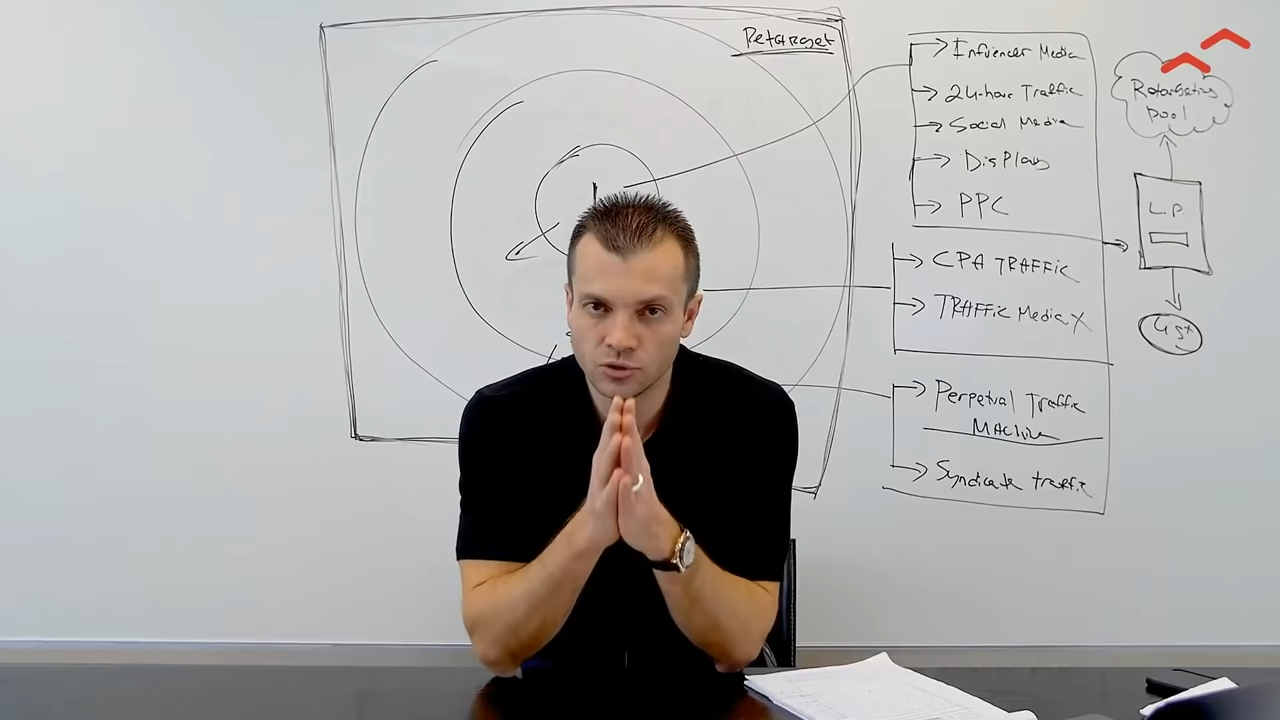 Retarget
Influencer Media
24-hour Traffic
Social Media
Display
PPC
CPA TRAFFIC
TRAFFIC Media X
Perpetual Traffic
MACHine
Syndicate traffic
Retargeting
Pool
L.P